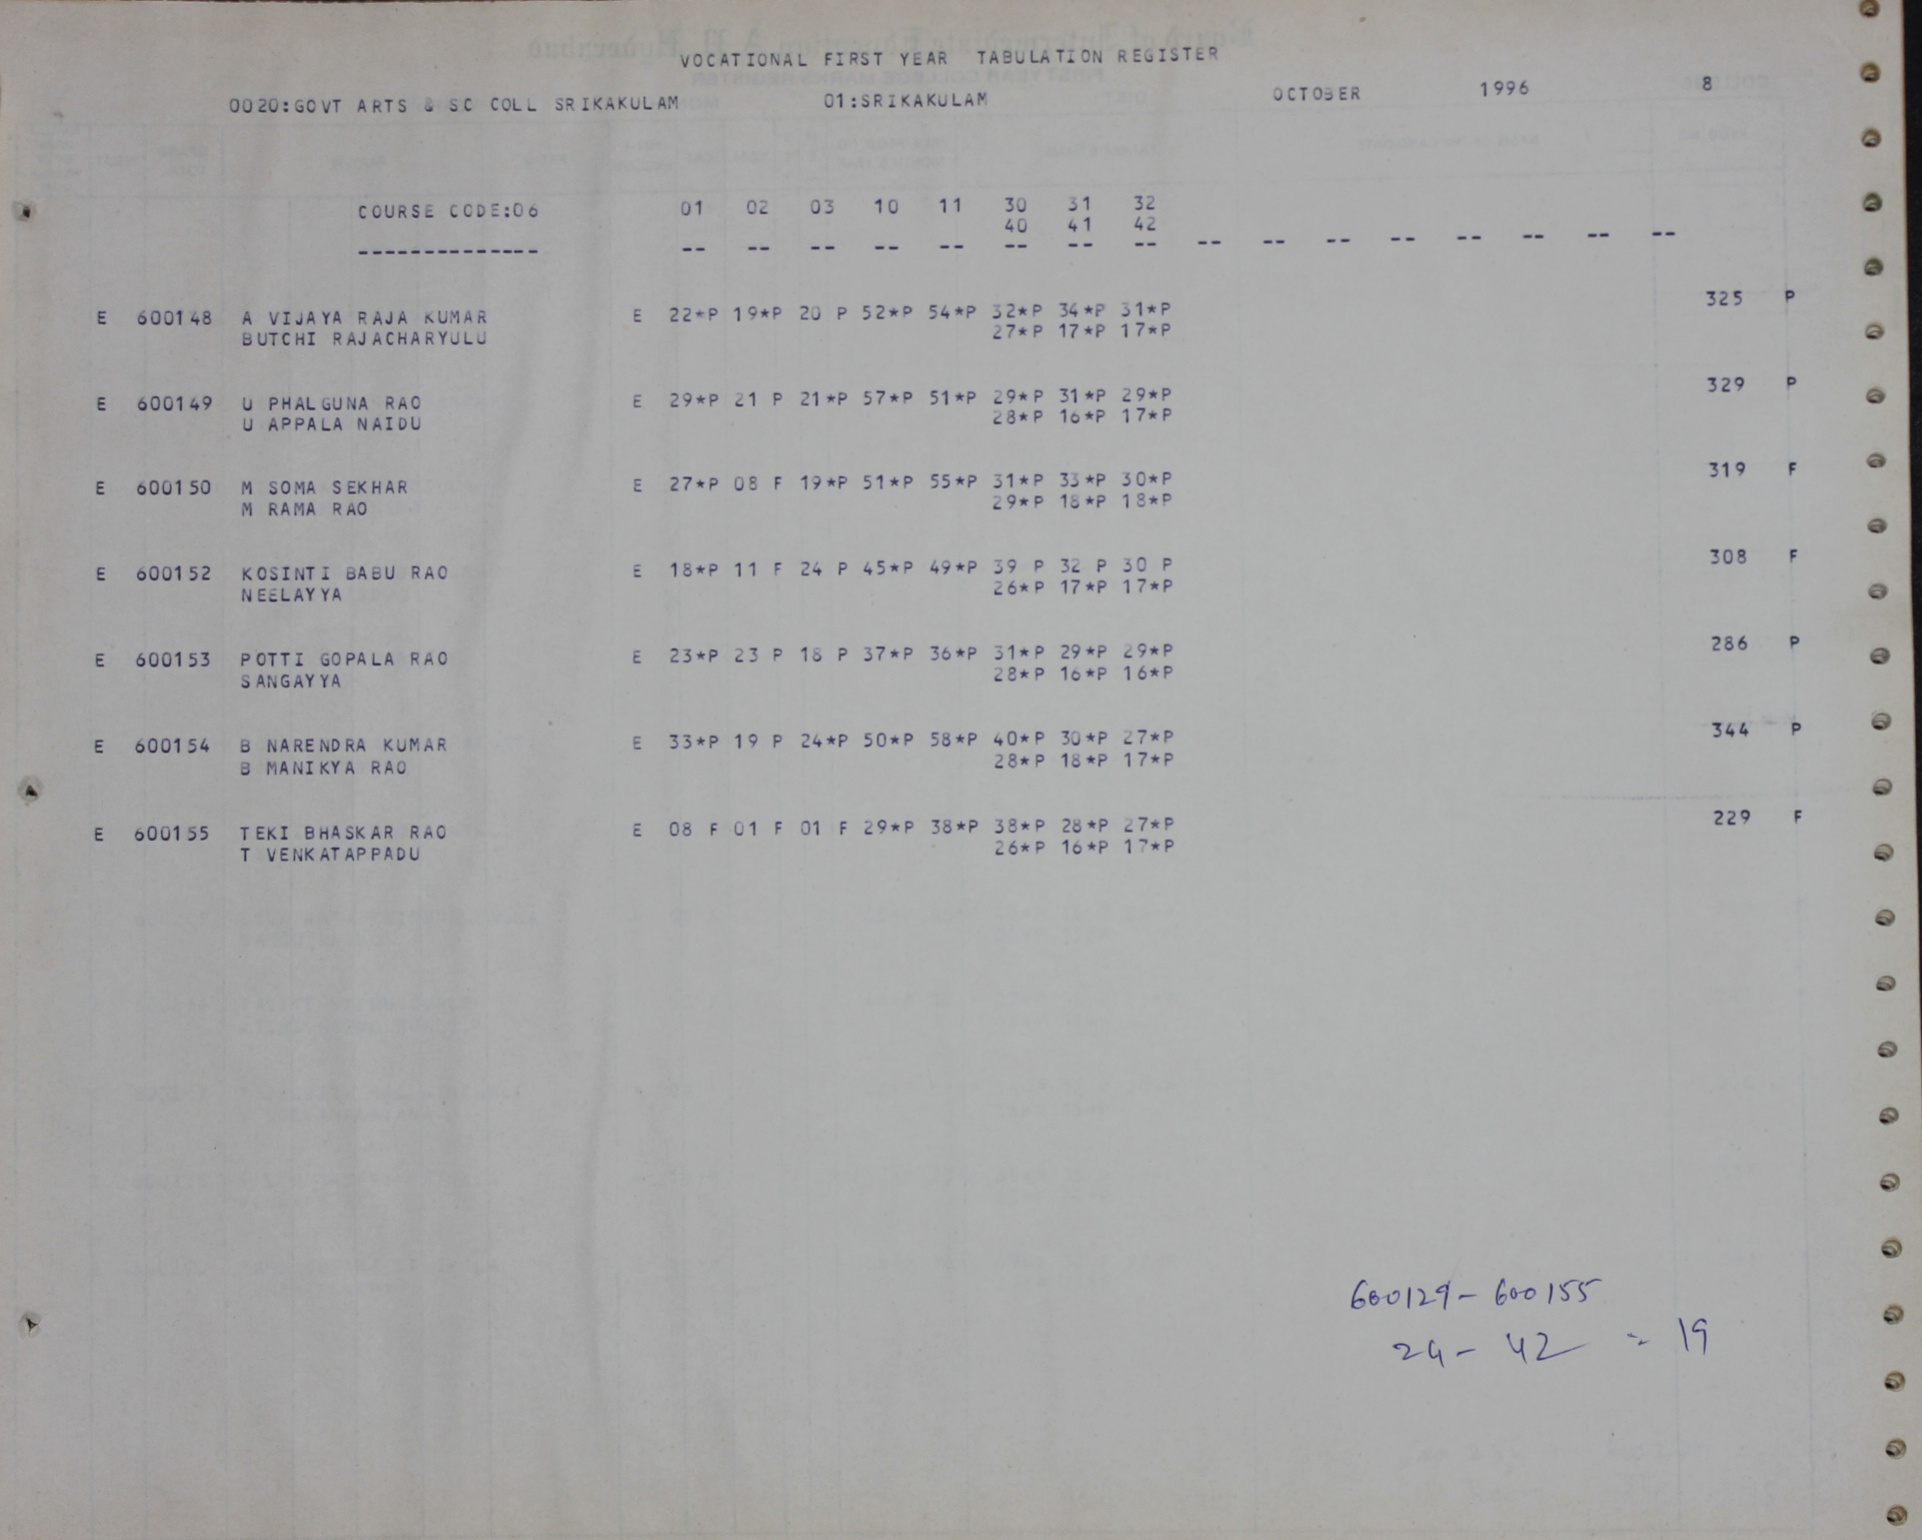 VOCATIONAL FIRST YEAR TABULATION REGISTER
0020:GOVT ARTS & SC COLL SRIKAKULAM 01:SRIKAKULAM OCTOBER 1996 8
COURSE CODE:06 01 02 03 10 11 30 31 32
40 41 42
-------------- -- -- -- -- -- -- -- -- -- -- -- -- -- -- -- --
E 600148 A VIJAYA RAJA KUMAR E 22*P 19*P 20 P 52*P 54*P 32*P 34*P 31*P 325 P
BUTCHI RAJACHARYULU 27*P 17*P 17*P
E 600149 U PHALGUNA RAO E 29*P 21 P 21*P 57*P 51*P 29*P 31*P 29*P 329 P
U APPALA NAIDU 28*P 16*P 17*P
E 600150 M SOMA SEKHAR E 27*P 08 F 19*P 51*P 55*P 31*P 33*P 30*P 319 F
M RAMA RAO 29*P 18*P 18*P
E 600152 KOSINTI BABU RAO E 18*P 11 F 24 P 45*P 49*P 39 P 32 P 30 P 308 F
NEELAYYA 26*P 17*P 17*P
E 600153 POTTI GOPALA RAO E 23*P 23 P 18 P 37*P 36*P 31*P 29*P 29*P 286 P
SANGAYYA 28*P 16*P 16*P
E 600154 B NARENDRA KUMAR E 33*P 19 P 24*P 50*P 58*P 40*P 30*P 27*P 344 P
B MANIKYA RAO 28*P 18*P 17*P
E 600155 TEKI BHASKAR RAO E 08 F 01 F 01 F 29*P 38*P 38*P 28*P 27*P 229 F
T VENKATAPPADU 26*P 16*P 17*P
600129 - 600155
24 - 42 = 19